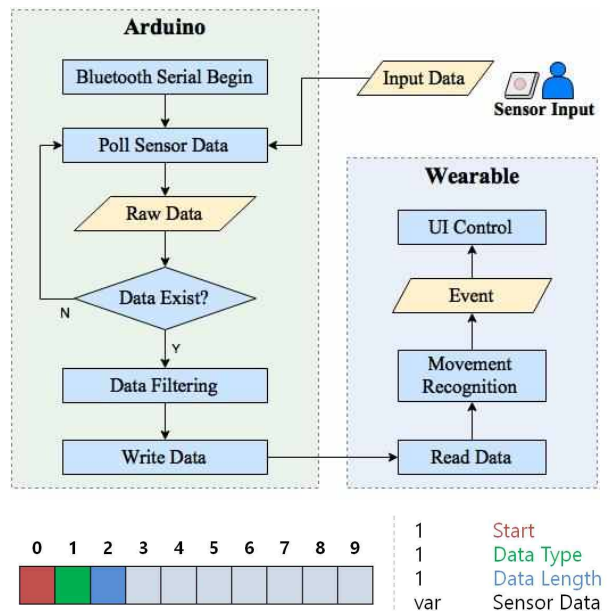 Arduino
Bluetooth Serial Begin
Input Data
Sensor Input
Poll Sensor Data
Raw Data
Data Exist?
N
Y
Data Filtering
Write Data
Wearable
UI Control
Event
Movement
Recognition
Read Data
0 1 2 3 4 5 6 7 8 9
1 Start
1 Data Type
1 Data Length
var Sensor Data